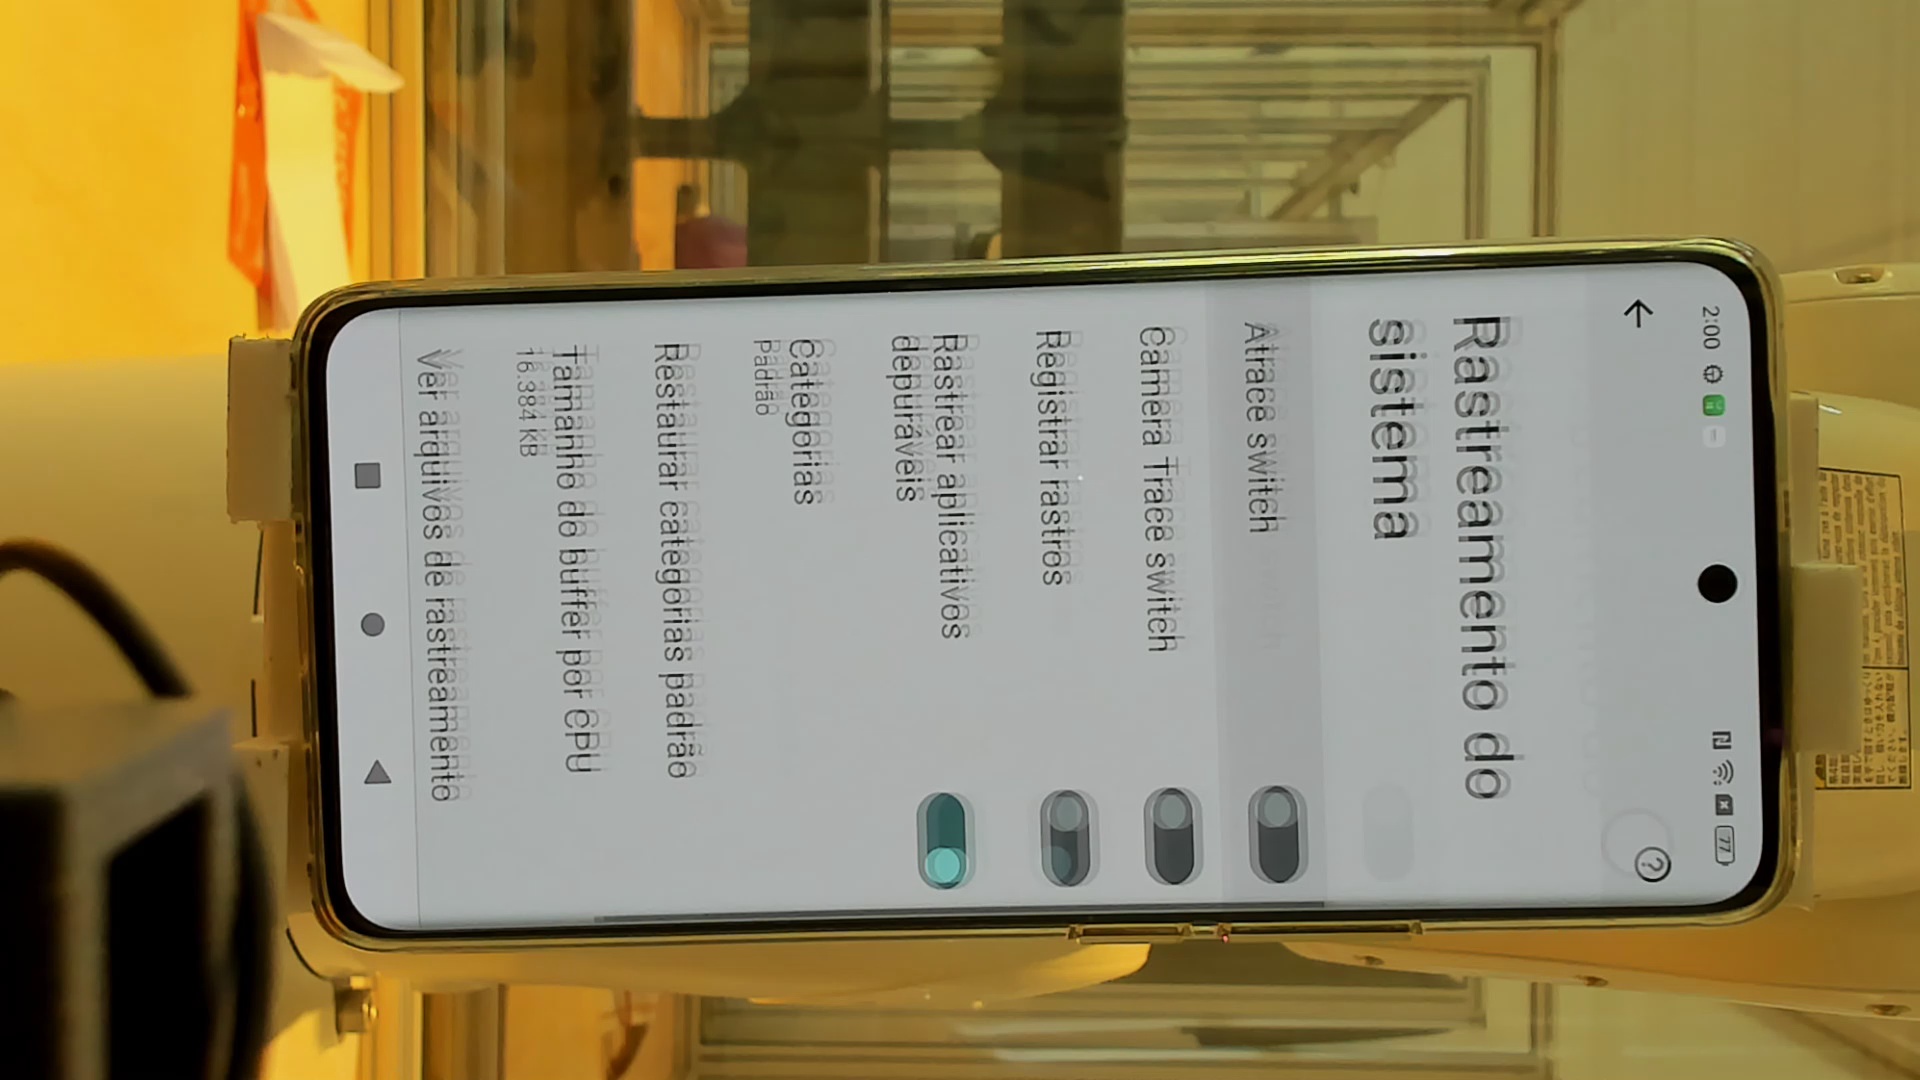 2:00
77
Rastreamento do
sistema
Atrace switch
Camera Trace switch
Registrar rastros
Rastrear aplicativos
depuráveis
Categorias
Padrão
Restaurar categorias padrão
Tamanho do buffer por CPU
16.384 KB
Ver arquivos de rastreamento